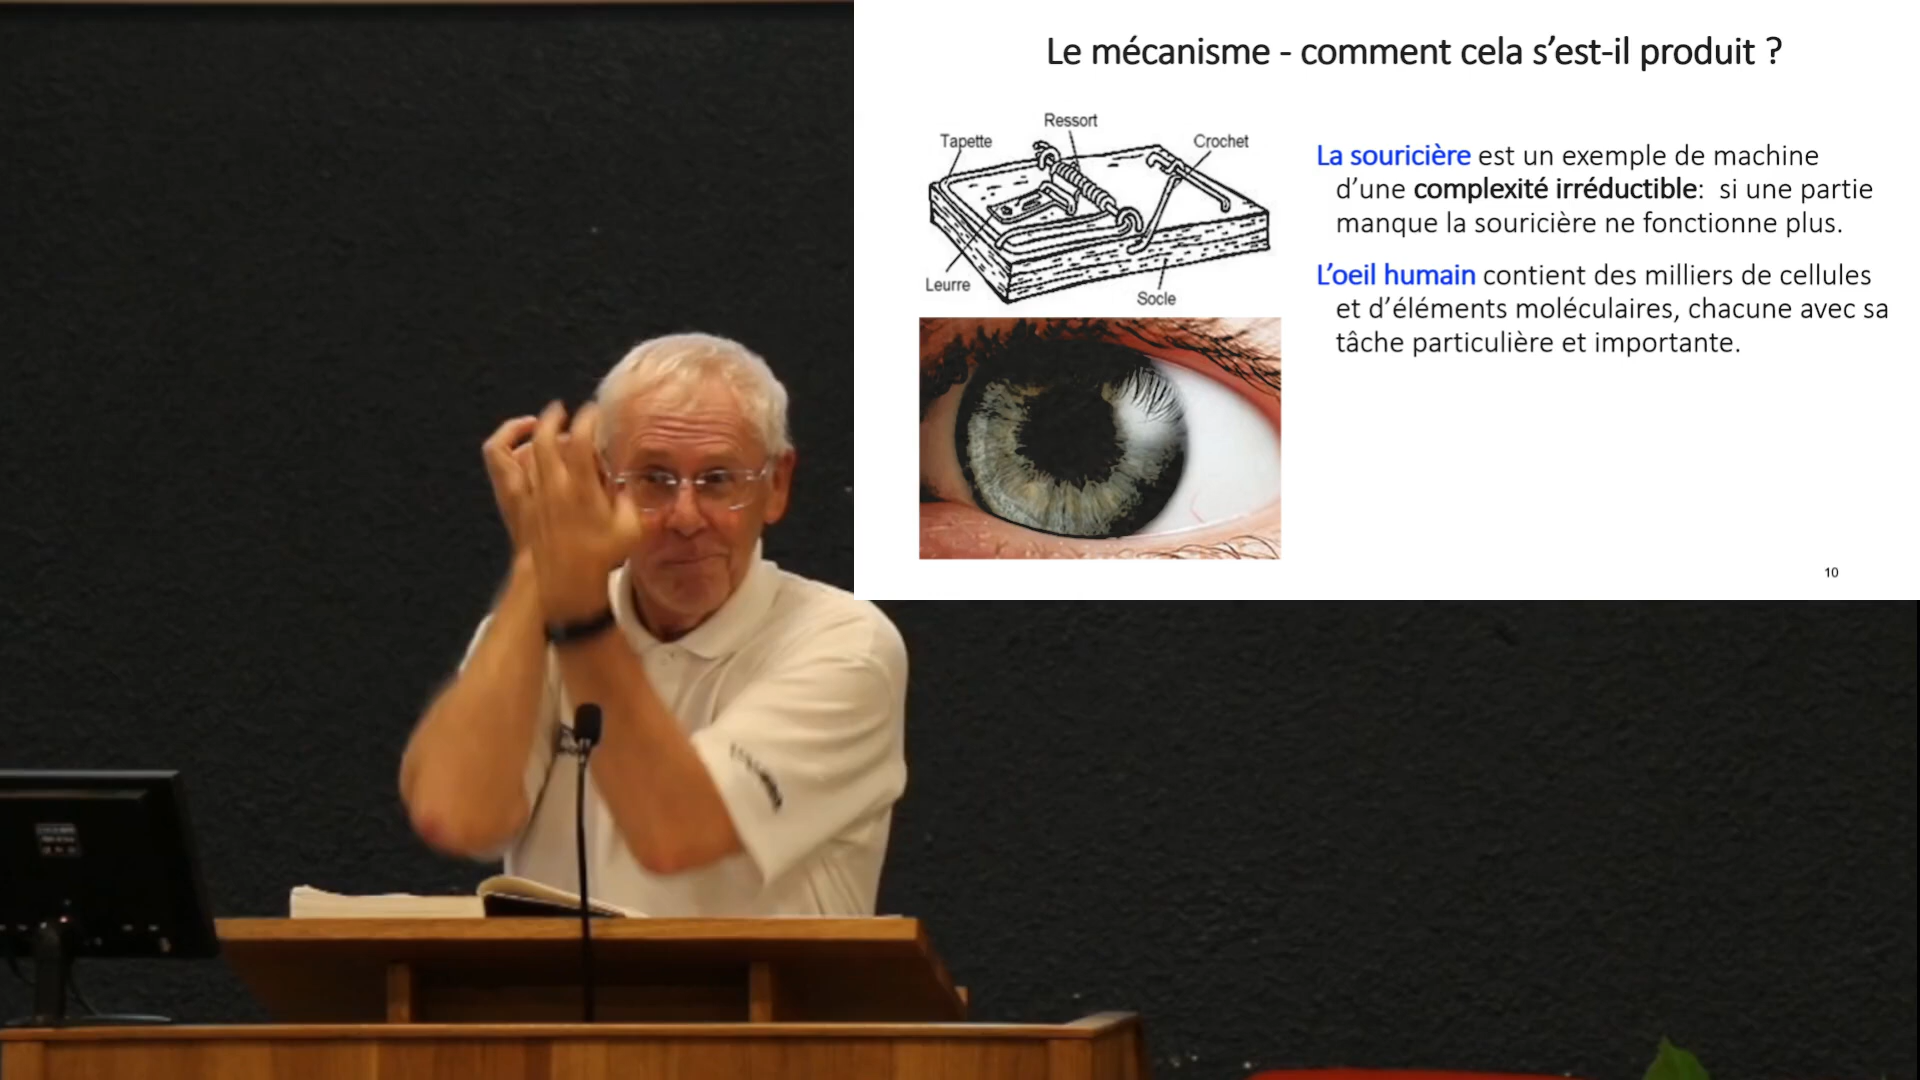 Le mécanisme - comment cela s’est-il produit ?
Ressort
Tapette
Crochet
Leurre
Socle
La souricière est un exemple de machine
d’une complexité irréductible:  si une partie
manque la souricière ne fonctionne plus.
L’oeil humain contient des milliers de cellules
et d’éléments moléculaires, chacune avec sa
tâche particulière et importante.
10